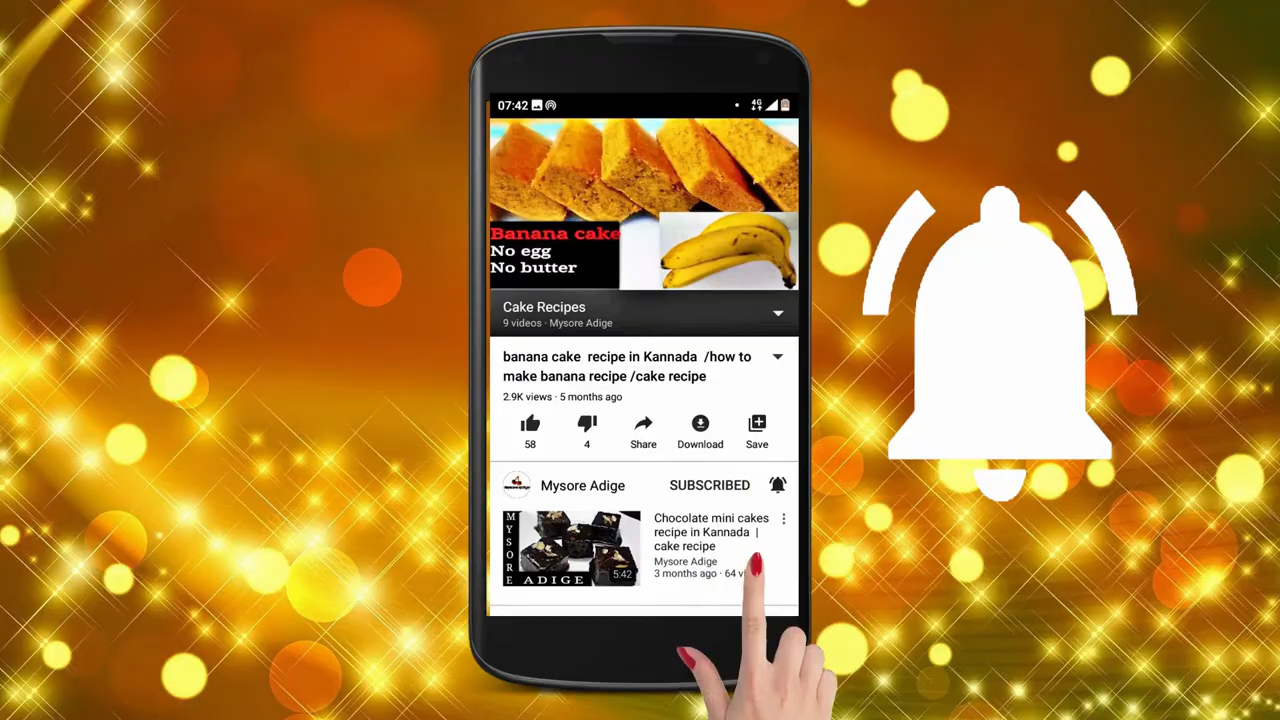 07:42
4G
Banana cake
No egg
No butter
Cake Recipes
9 videos · Mysore Adige
banana cake recipe in Kannada /how to
make banana recipe /cake recipe
2.9K views · 5 months ago
58
4
Share
Download
Save
Mysore Adige
SUBSCRIBED
MYSORE
ADIGE
5:42
Chocolate mini cakes
recipe in Kannada |
cake recipe
Mysore Adige
3 months ago · 64